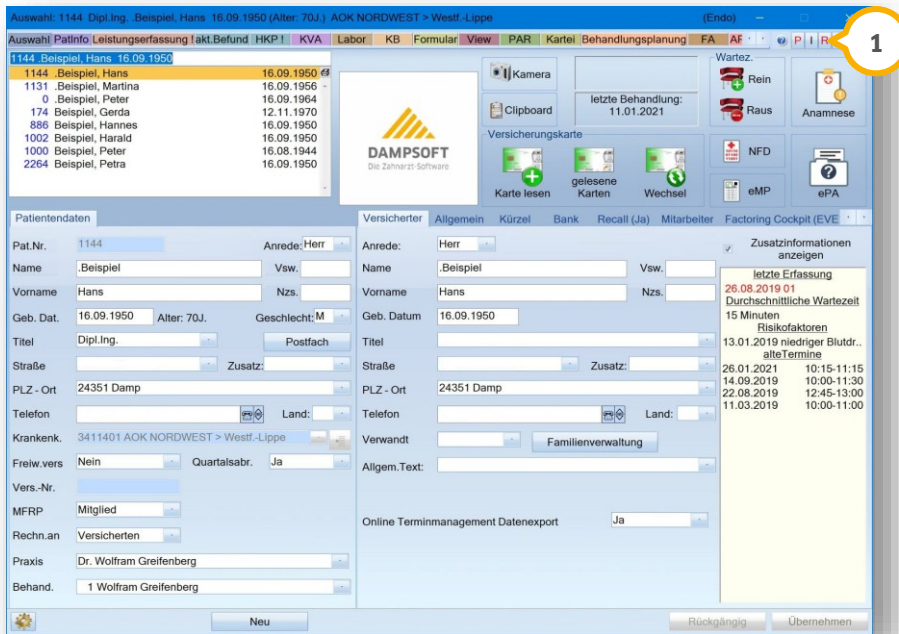 Auswahl: 1144 Dipl.Ing. .Beispiel, Hans 16.09.1950 (Alter: 70J.) AOK NORDWEST > Westf.-Lippe (Endo)
Auswahl PatInfo Leistungserfassung ! akt.Befund HKP ! KVA Labor KB Formular View PAR Kartei Behandlungsplanung FA AF P I R
1
1144 .Beispiel, Hans 16.09.1950
1144 .Beispiel, Hans 16.09.1950
1131 .Beispiel, Martina 16.09.1956
0 .Beispiel, Peter 16.09.1964
174 Beispiel, Gerda 12.11.1970
886 Beispiel, Hannes 16.09.1950
1002 Beispiel, Harald 16.09.1950
1000 Beispiel, Peter 16.08.1944
2264 Beispiel, Petra 16.09.1950
DAMPSOFT
Die Zahnarzt-Software
Kamera
Clipboard
letzte Behandlung:
11.01.2021
Versicherungskarte
Karte lesen
gelesene
Karten
Wechsel
Wartez.
Rein
Raus
NFD
eMP
Anamnese
ePA
Patientendaten
Pat.Nr. 1144 Anrede: Herr
Name .Beispiel Vsw.
Vorname Hans Nzs.
Geb. Dat. 16.09.1950 Alter: 70J. Geschlecht: M
Titel Dipl.Ing. Postfach
Straße Zusatz:
PLZ - Ort 24351 Damp
Telefon Land:
Krankenk. 3411401 AOK NORDWEST > Westf.-Lippe
Freiw.vers Nein Quartalsabr. Ja
Vers.-Nr.
MFRP Mitglied
Rechn.an Versicherten
Praxis Dr. Wolfram Greifenberg
Behand. 1 Wolfram Greifenberg
Versicherter Allgemein Kürzel Bank Recall (Ja) Mitarbeiter Factoring Cockpit (EVE
Anrede: Herr
Name .Beispiel Vsw.
Vorname Hans Nzs.
Geb. Datum 16.09.1950
Titel
Straße Zusatz:
PLZ - Ort 24351 Damp
Telefon Land:
Verwandt Familienverwaltung
Allgem.Text:
Online Terminmanagement Datenexport Ja
Zusatzinformationen
anzeigen
letzte Erfassung
26.08.2019 01
Durchschnittliche Wartezeit
15 Minuten
Risikofaktoren
13.01.2019 niedriger Blutdr..
alteTermine
26.01.2021 10:15-11:15
14.09.2019 10:00-11:30
22.08.2019 12:45-13:00
11.03.2019 10:00-11:00
Neu
Rückgängig
Übernehmen